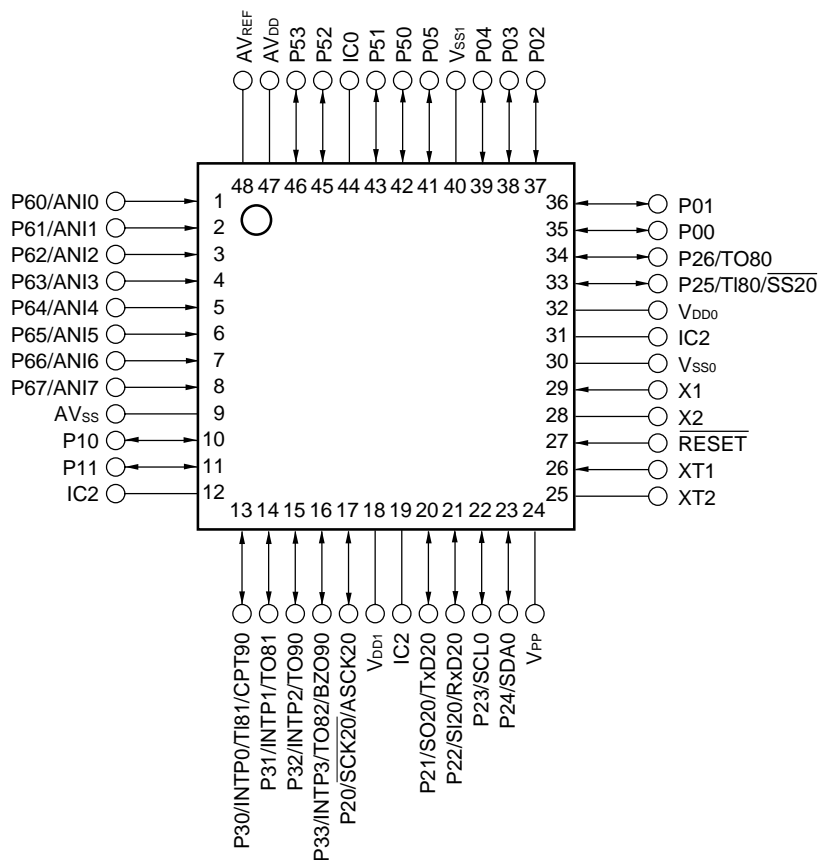 AVREF
AVDD
P53
P52
IC0
P51
P50
P05
VSS1
P04
P03
P02
48 47 46 45 44 43 42 41 40 39 38 37
P60/ANI0 1
P61/ANI1 2
P62/ANI2 3
P63/ANI3 4
P64/ANI4 5
P65/ANI5 6
P66/ANI6 7
P67/ANI7 8
AVSS 9
P10 10
P11 11
IC2 12
36 P01
35 P00
34 P26/TO80
33 P25/TI80/SS20
32 VDD0
31 IC2
30 VSS0
29 X1
28 X2
27 RESET
26 XT1
25 XT2
13 14 15 16 17 18 19 20 21 22 23 24
P30/INTP0/TI81/CPT90
P31/INTP1/TO81
P32/INTP2/TO90
P33/INTP3/TO82/BZO90
P20/SCK20/ASCK20
VDD1
IC2
P21/SO20/TxD20
P22/SI20/RxD20
P23/SCL0
P24/SDA0
VPP